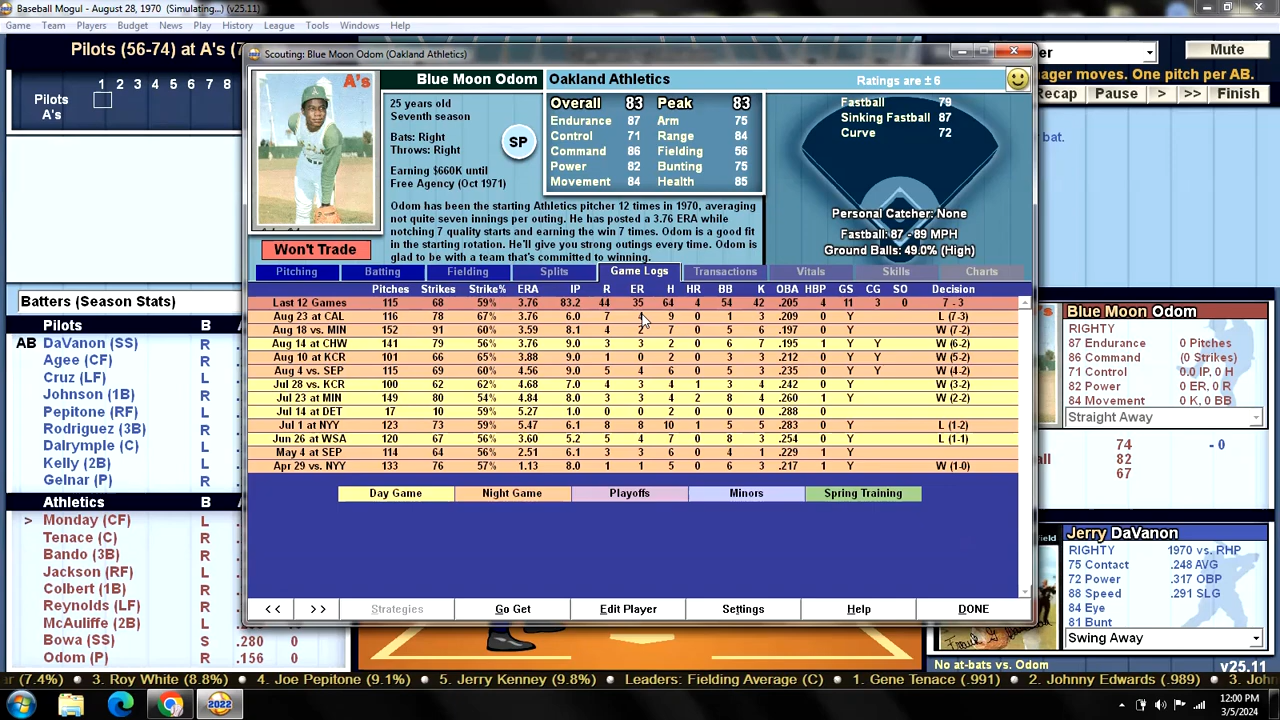 Baseball Mogul - August 28, 1970 (Simulating...) (v25.11)
Game Team Players Budget News Play History League Tools Windows Help
Pilots (56-74) at A's (7
1 2 3 4 5 6 7 8
Pilots
A's
Mute
nager moves. One pitch per AB.
Recap Pause > >> Finish
bat.
Scouting: Blue Moon Odom (Oakland Athletics)
A's
Blue Moon Odom
Oakland Athletics
Ratings are ± 6
25 years old
Seventh season
Bats: Right
Throws: Right
Earning $660K until
Free Agency (Oct 1971)
SP
Overall 83 Peak 83
Endurance 87 Arm 75
Control 71 Range 84
Command 86 Fielding 56
Power 82 Bunting 75
Movement 84 Health 85
Fastball 79
Sinking Fastball 87
Curve 72
Personal Catcher: None
Fastball: 87 - 89 MPH
Ground Balls: 49.0% (High)
Odom has been the starting Athletics pitcher 12 times in 1970, averaging
not quite seven innings per outing. He has posted a 3.76 ERA while
notching 7 quality starts and earning the win 7 times. Odom is a good fit
in the starting rotation. He'll give you strong outings every time. Odom is
glad to be with a team that's committed to winning.
Won't Trade
Pitching Batting Fielding Splits Game Logs Transactions Vitals Skills Charts
Pitches Strikes Strike% ERA IP R ER H HR BB K OBA HBP GS CG SO Decision
Last 12 Games 115 68 59% 3.76 83.2 44 35 64 4 54 42 .205 4 11 3 0 7 - 3
Aug 23 at CAL 116 78 67% 3.76 6.0 7 4 9 0 1 3 .209 0 Y L (7-3)
Aug 18 vs. MIN 152 91 60% 3.59 8.1 4 2 7 0 5 6 .197 0 Y W (7-2)
Aug 14 at CHW 141 79 56% 3.76 9.0 3 3 2 0 6 7 .195 1 Y Y W (6-2)
Aug 10 at KCR 101 66 65% 3.88 9.0 1 0 2 0 3 3 .212 0 Y Y W (5-2)
Aug 4 vs. SEP 115 69 60% 4.56 9.0 5 4 6 0 4 4 .235 0 Y Y W (4-2)
Jul 28 vs. KCR 100 62 62% 4.68 7.0 4 3 4 1 3 4 .242 0 Y W (3-2)
Jul 23 at MIN 149 80 54% 4.84 8.0 3 3 4 2 8 4 .260 1 Y W (2-2)
Jul 14 at DET 17 10 59% 5.27 1.0 0 0 2 0 0 0 .288 0
Jul 1 at NYY 123 73 59% 5.47 6.1 8 8 10 1 5 5 .283 0 Y L (1-2)
Jun 26 at WSA 120 67 56% 3.60 5.2 5 4 7 0 8 3 .254 0 Y L (1-1)
May 4 at SEP 114 64 56% 2.51 6.1 3 3 6 0 4 1 .229 1 Y
Apr 29 vs. NYY 133 76 57% 1.13 8.0 1 1 5 0 6 3 .217 1 Y W (1-0)
Day Game Night Game Playoffs Minors Spring Training
<< >> Strategies Go Get Edit Player Settings Help DONE
Batters (Season Stats)
Pilots B
AB DaVanon (SS) R
Agee (CF) R
Cruz (LF) L
Johnson (1B) R
Pepitone (RF) L
Rodriguez (3B) R
Dalrymple (C) L
Kelly (2B) R
Gelnar (P) R
Athletics B
> Monday (CF) L
Tenace (C) R
Bando (3B) R
Jackson (RF) L
Colbert (1B) R
Reynolds (LF) R
McAuliffe (2B) L
Bowa (SS) S .280 0
Odom (P) R .156 0
Blue Moon Odom
RIGHTY
87 Endurance 0 Pitches
86 Command (0 Strikes)
71 Control 0.0 IP, 0 H
82 Power 0 ER, 0 R
84 Movement 0 K, 0 BB
Straight Away
74 - 0
82
67
Jerry DaVanon
RIGHTY 1970 vs. RHP
75 Contact .248 AVG
72 Power .317 OBP
88 Speed .291 SLG
84 Eye
81 Bunt
Swing Away
No at-bats vs. Odom
v25.11
ar (7.4%) • 3. Roy White (8.8%) • 4. Joe Pepitone (9.1%) • 5. Jerry Kenney (9.8%) • Leaders: Fielding Average (C) • 1. Gene Tenace (.991) • 2. Johnny Edwards (.989) • 3. Joh
2022
12:00 PM
3/5/2024